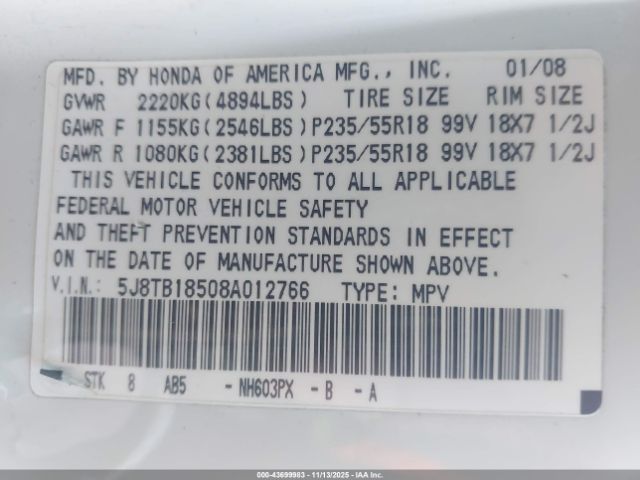 MFD. BY HONDA OF AMERICA MFG., INC. 01/08
GVWR 2220KG(4894LBS) TIRE SIZE RIM SIZE
GAWR F 1155KG(2546LBS)P235/55R18 99V 18X7 1/2J
GAWR R 1080KG(2381LBS)P235/55R18 99V 18X7 1/2J
THIS VEHICLE CONFORMS TO ALL APPLICABLE
FEDERAL MOTOR VEHICLE SAFETY
AND THEFT PREVENTION STANDARDS IN EFFECT
ON THE DATE OF MANUFACTURE SHOWN ABOVE.
V.I.N.: 5J8TB18508A012766 TYPE: MPV
STK 8 AB5 -NH603PX -B -A
000-43699983 - 11/13/2025 - IAA Inc.